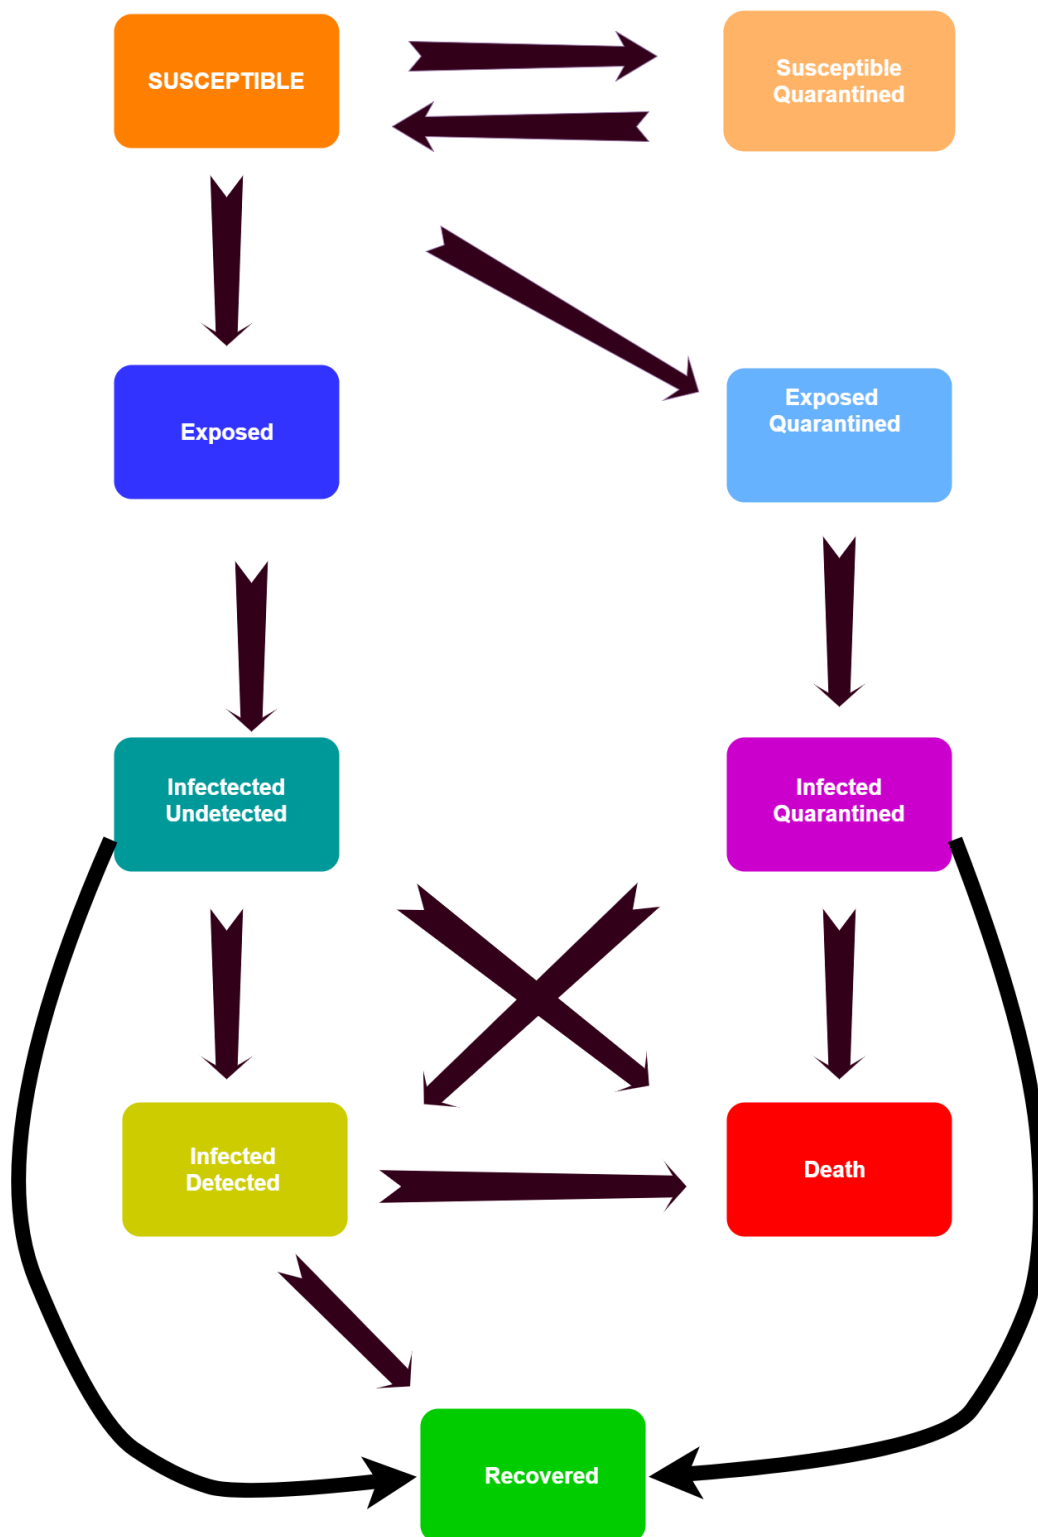 SUSCEPTIBLE
Susceptible
Quarantined
Exposed
Exposed
Quarantined
Infectected
Undetected
Infected
Quarantined
Infected
Detected
Death
Recovered